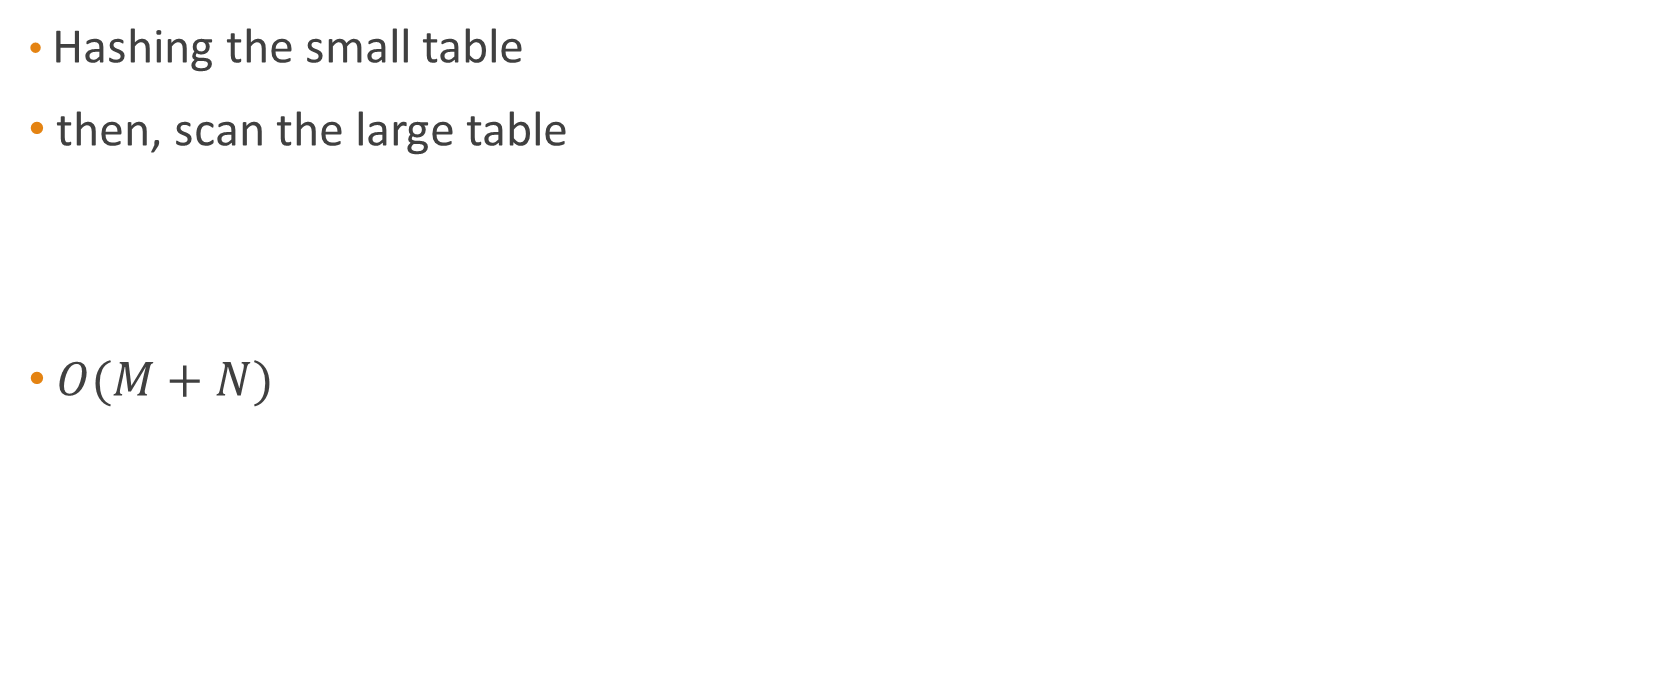 • Hashing the small table
• then, scan the large table
• O(M + N)